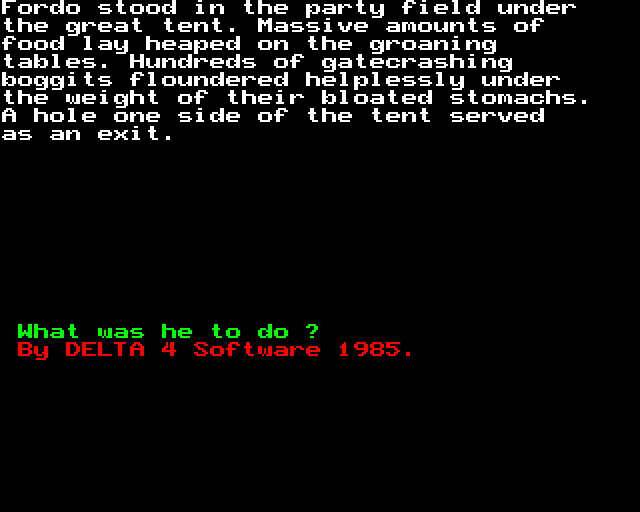 Fordo stood in the party field under
the great tent. Massive amounts of
food lay heaped on the groaning
tables. Hundreds of gatecrashing
boggits floundered helplessly under
the weight of their bloated stomachs.
A hole one side of the tent served
as an exit.
What was he to do ?
By DELTA 4 Software 1985.